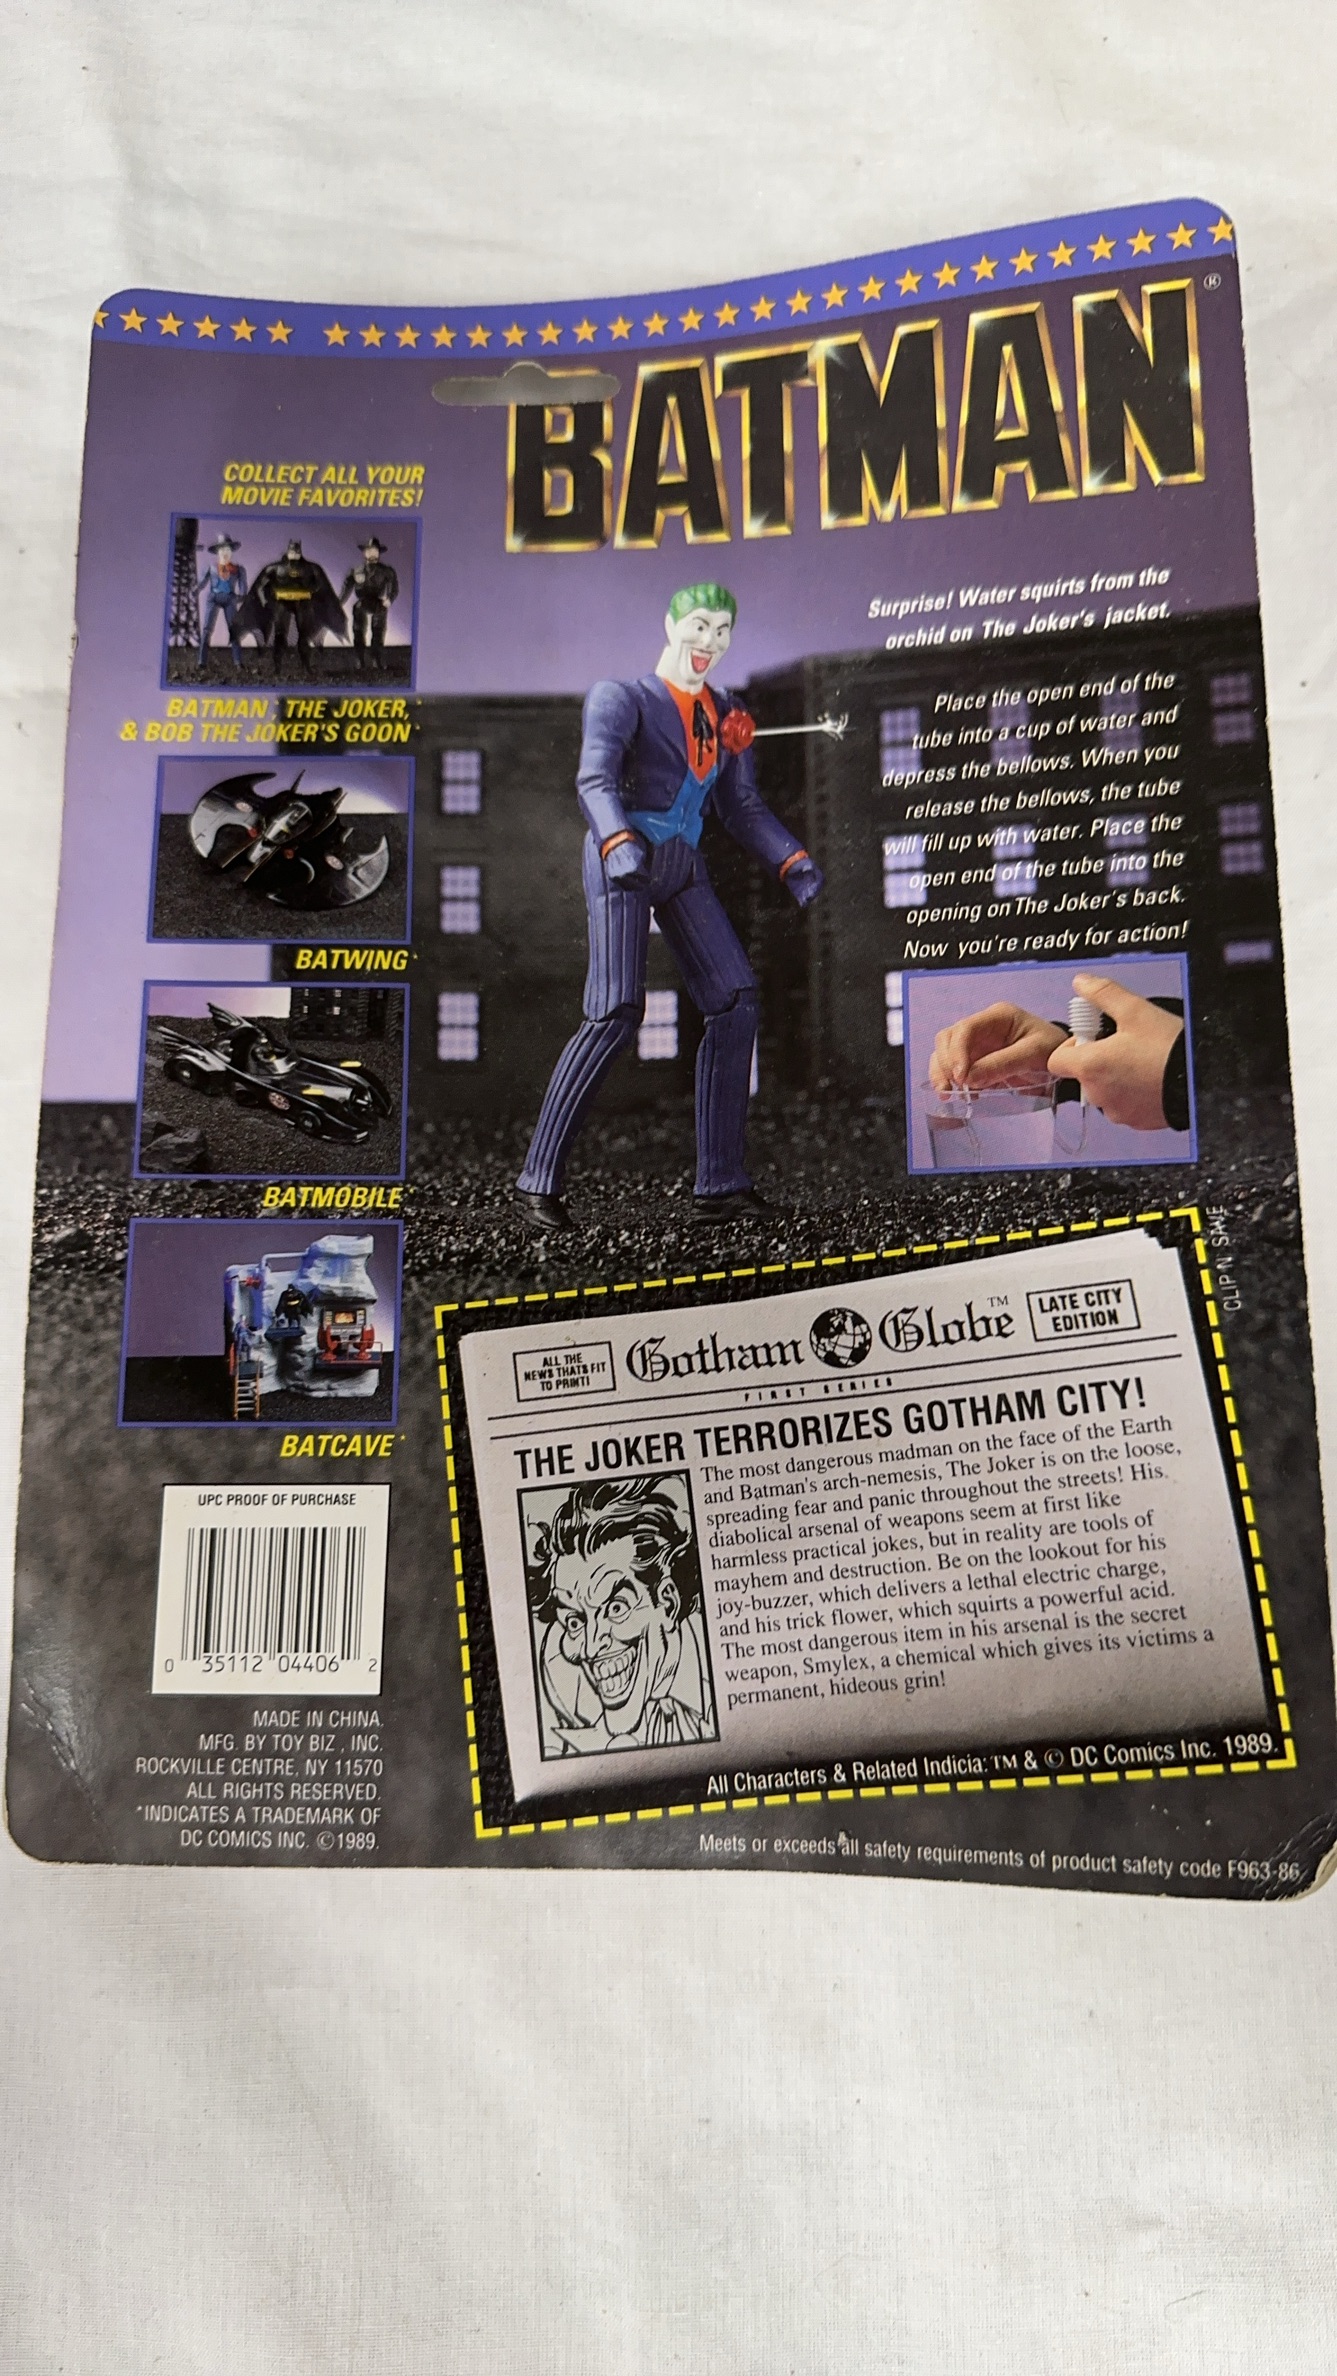 BATMAN®
COLLECT ALL YOUR
MOVIE FAVORITES!
BATMAN*, THE JOKER,*
& BOB THE JOKER'S GOON*
BATWING*
BATMOBILE*
BATCAVE*
Surprise! Water squirts from the
orchid on The Joker's jacket.
Place the open end of the
tube into a cup of water and
depress the bellows. When you
release the bellows, the tube
will fill up with water. Place the
open end of the tube into the
opening on The Joker's back.
Now you're ready for action!
CLIP N' SAVE
ALL THE
NEWS THATS FIT
TO PRINT!
Gotham Globe™
LATE CITY
EDITION
FIRST SERIES
THE JOKER TERRORIZES GOTHAM CITY!
The most dangerous madman on the face of the Earth
and Batman's arch-nemesis, The Joker is on the loose,
spreading fear and panic throughout the streets! His
diabolical arsenal of weapons seem at first like
harmless practical jokes, but in reality are tools of
mayhem and destruction. Be on the lookout for his
joy-buzzer, which delivers a lethal electric charge,
and his trick flower, which squirts a powerful acid.
The most dangerous item in his arsenal is the secret
weapon, Smylex, a chemical which gives its victims a
permanent, hideous grin!
All Characters & Related Indicia: TM & © DC Comics Inc. 1989.
UPC PROOF OF PURCHASE
0 35112 04406 2
MADE IN CHINA.
MFG. BY TOY BIZ, INC.
ROCKVILLE CENTRE, NY 11570
ALL RIGHTS RESERVED.
*INDICATES A TRADEMARK OF
DC COMICS INC. ©1989.
Meets or exceeds all safety requirements of product safety code F963-86